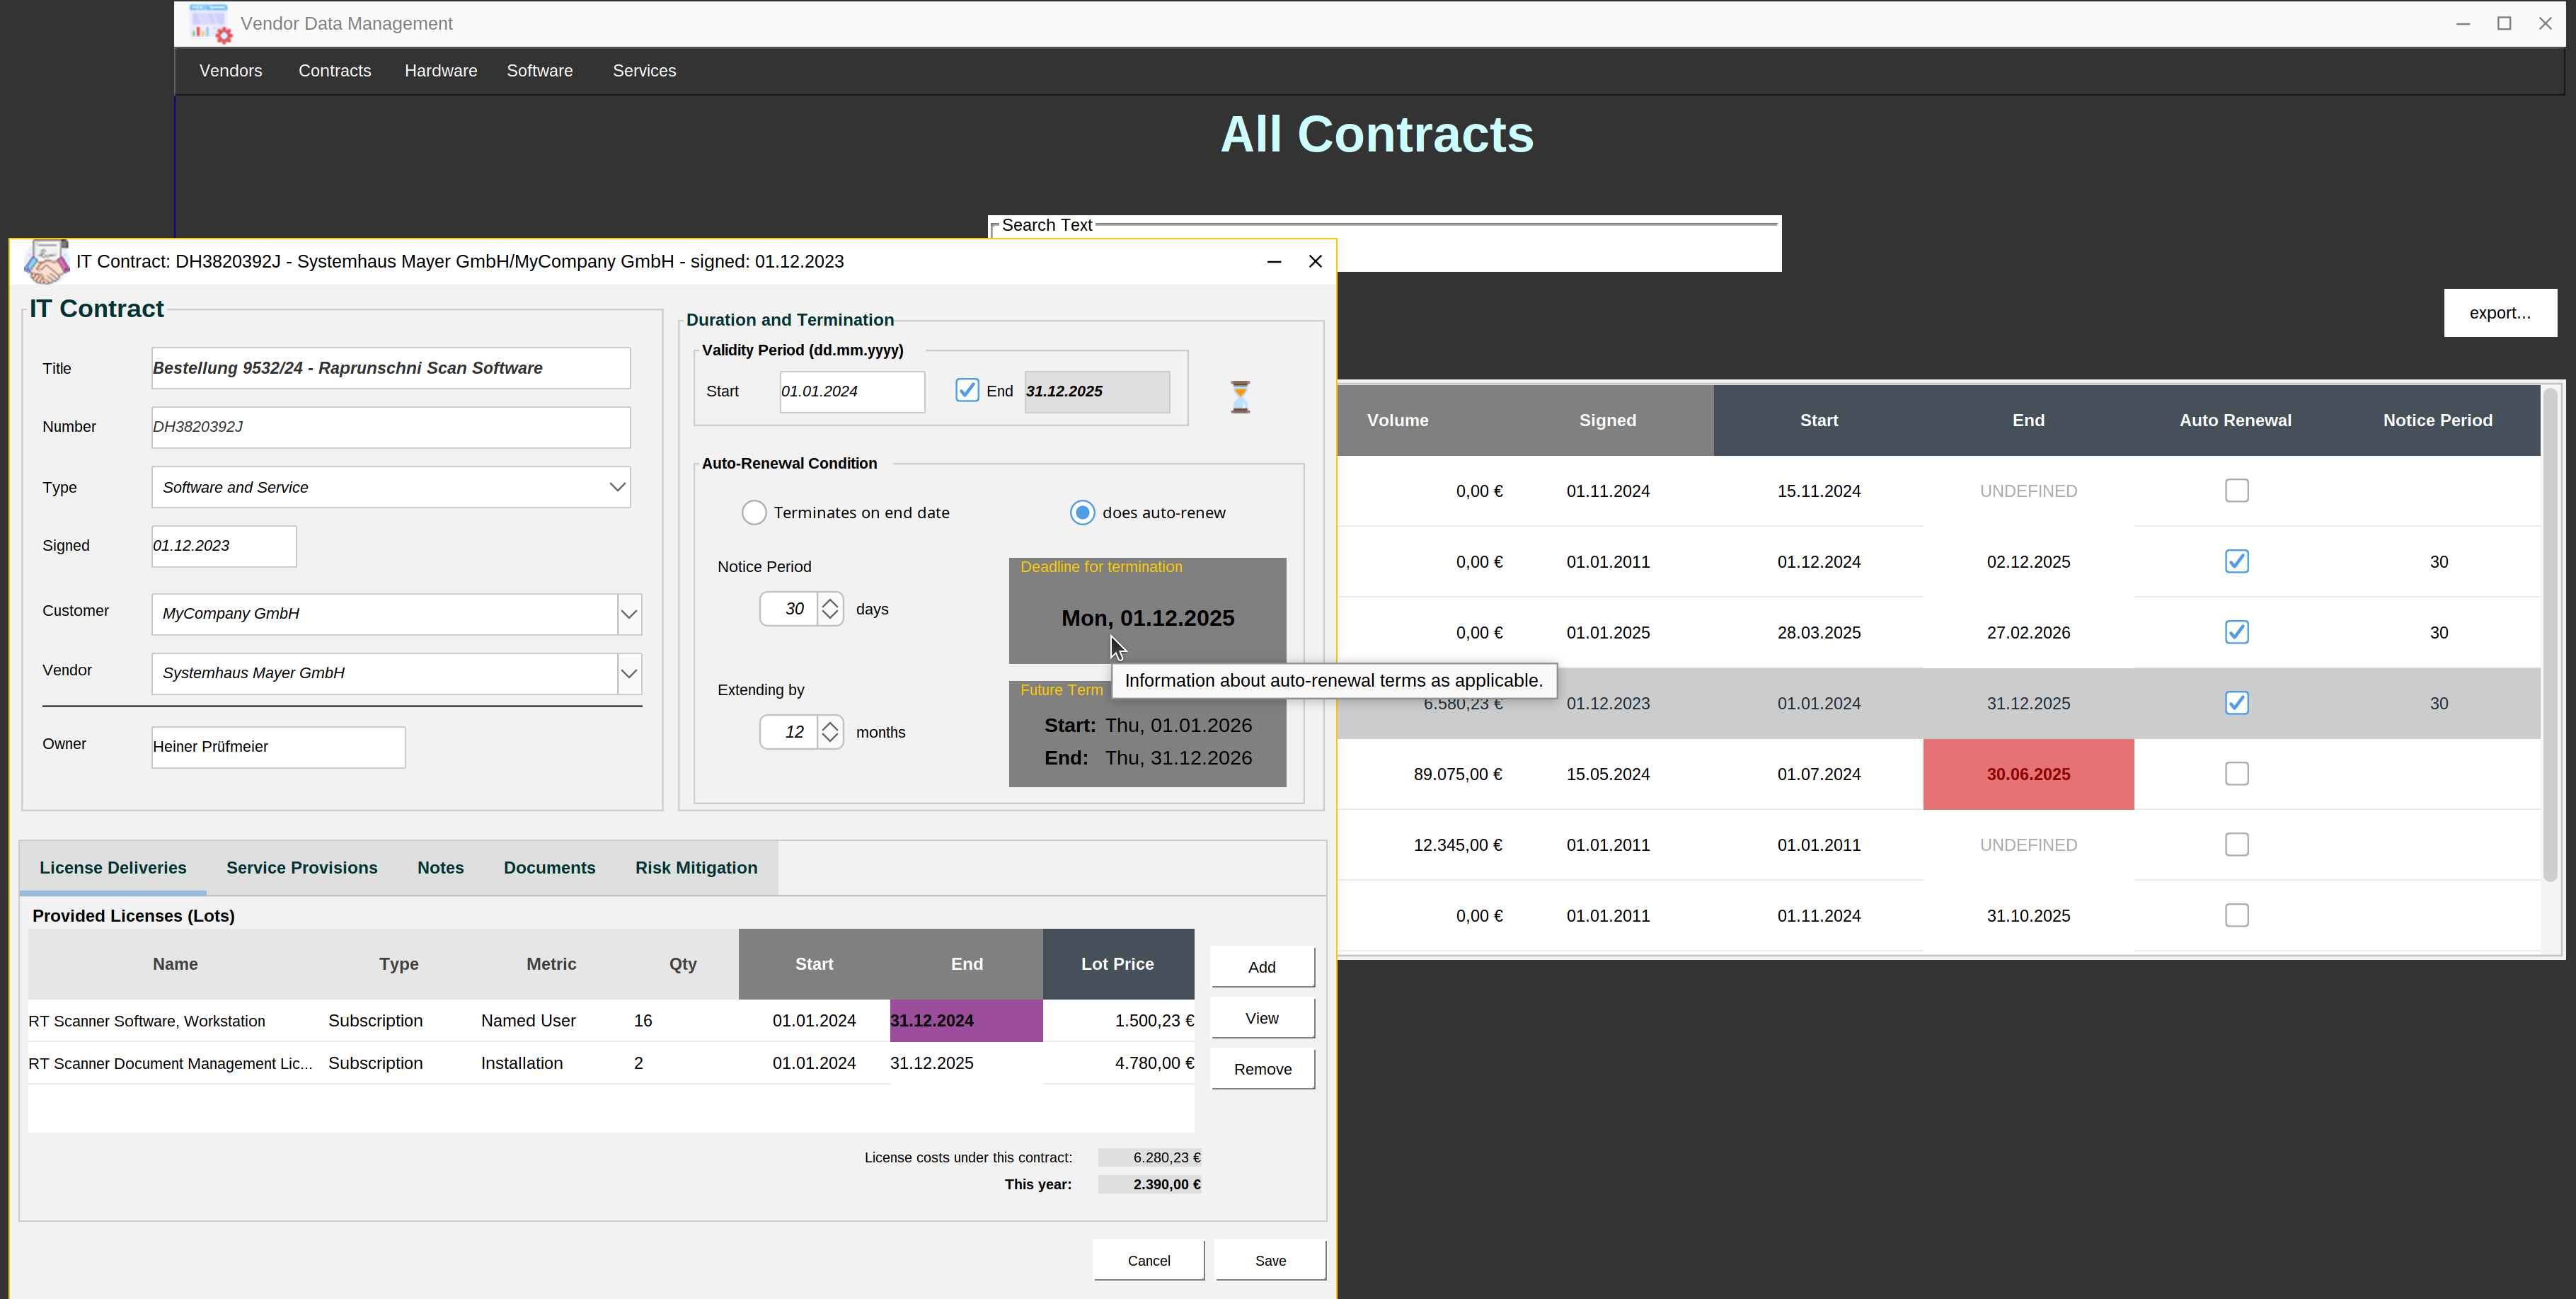 Vendor Data Management
Vendors Contracts Hardware Software Services
All Contracts
Search Text
export...
IT Contract: DH3820392J - Systemhaus Mayer GmbH/MyCompany GmbH - signed: 01.12.2023
IT Contract
Title Bestellung 9532/24 - Raprunschni Scan Software
Number DH3820392J
Type Software and Service
Signed 01.12.2023
Customer MyCompany GmbH
Vendor Systemhaus Mayer GmbH
Owner Heiner Prüfmeier
Duration and Termination
Validity Period (dd.mm.yyyy)
Start 01.01.2024 End 31.12.2025
Auto-Renewal Condition
Terminates on end date does auto-renew
Notice Period
30 days
Deadline for termination
Mon, 01.12.2025
Information about auto-renewal terms as applicable.
Extending by
12 months
Future Term
Start: Thu, 01.01.2026
End: Thu, 31.12.2026
License Deliveries Service Provisions Notes Documents Risk Mitigation
Provided Licenses (Lots)
Name Type Metric Qty Start End Lot Price
RT Scanner Software, Workstation Subscription Named User 16 01.01.2024 31.12.2024 1.500,23 €
RT Scanner Document Management Lic... Subscription Installation 2 01.01.2024 31.12.2025 4.780,00 €
Add
View
Remove
License costs under this contract: 6.280,23 €
This year: 2.390,00 €
Cancel Save
Volume Signed Start End Auto Renewal Notice Period
0,00 € 01.11.2024 15.11.2024 UNDEFINED
0,00 € 01.01.2011 01.12.2024 02.12.2025 30
0,00 € 01.01.2025 28.03.2025 27.02.2026 30
6.580,23 € 01.12.2023 01.01.2024 31.12.2025 30
89.075,00 € 15.05.2024 01.07.2024 30.06.2025
12.345,00 € 01.01.2011 01.01.2011 UNDEFINED
0,00 € 01.01.2011 01.11.2024 31.10.2025